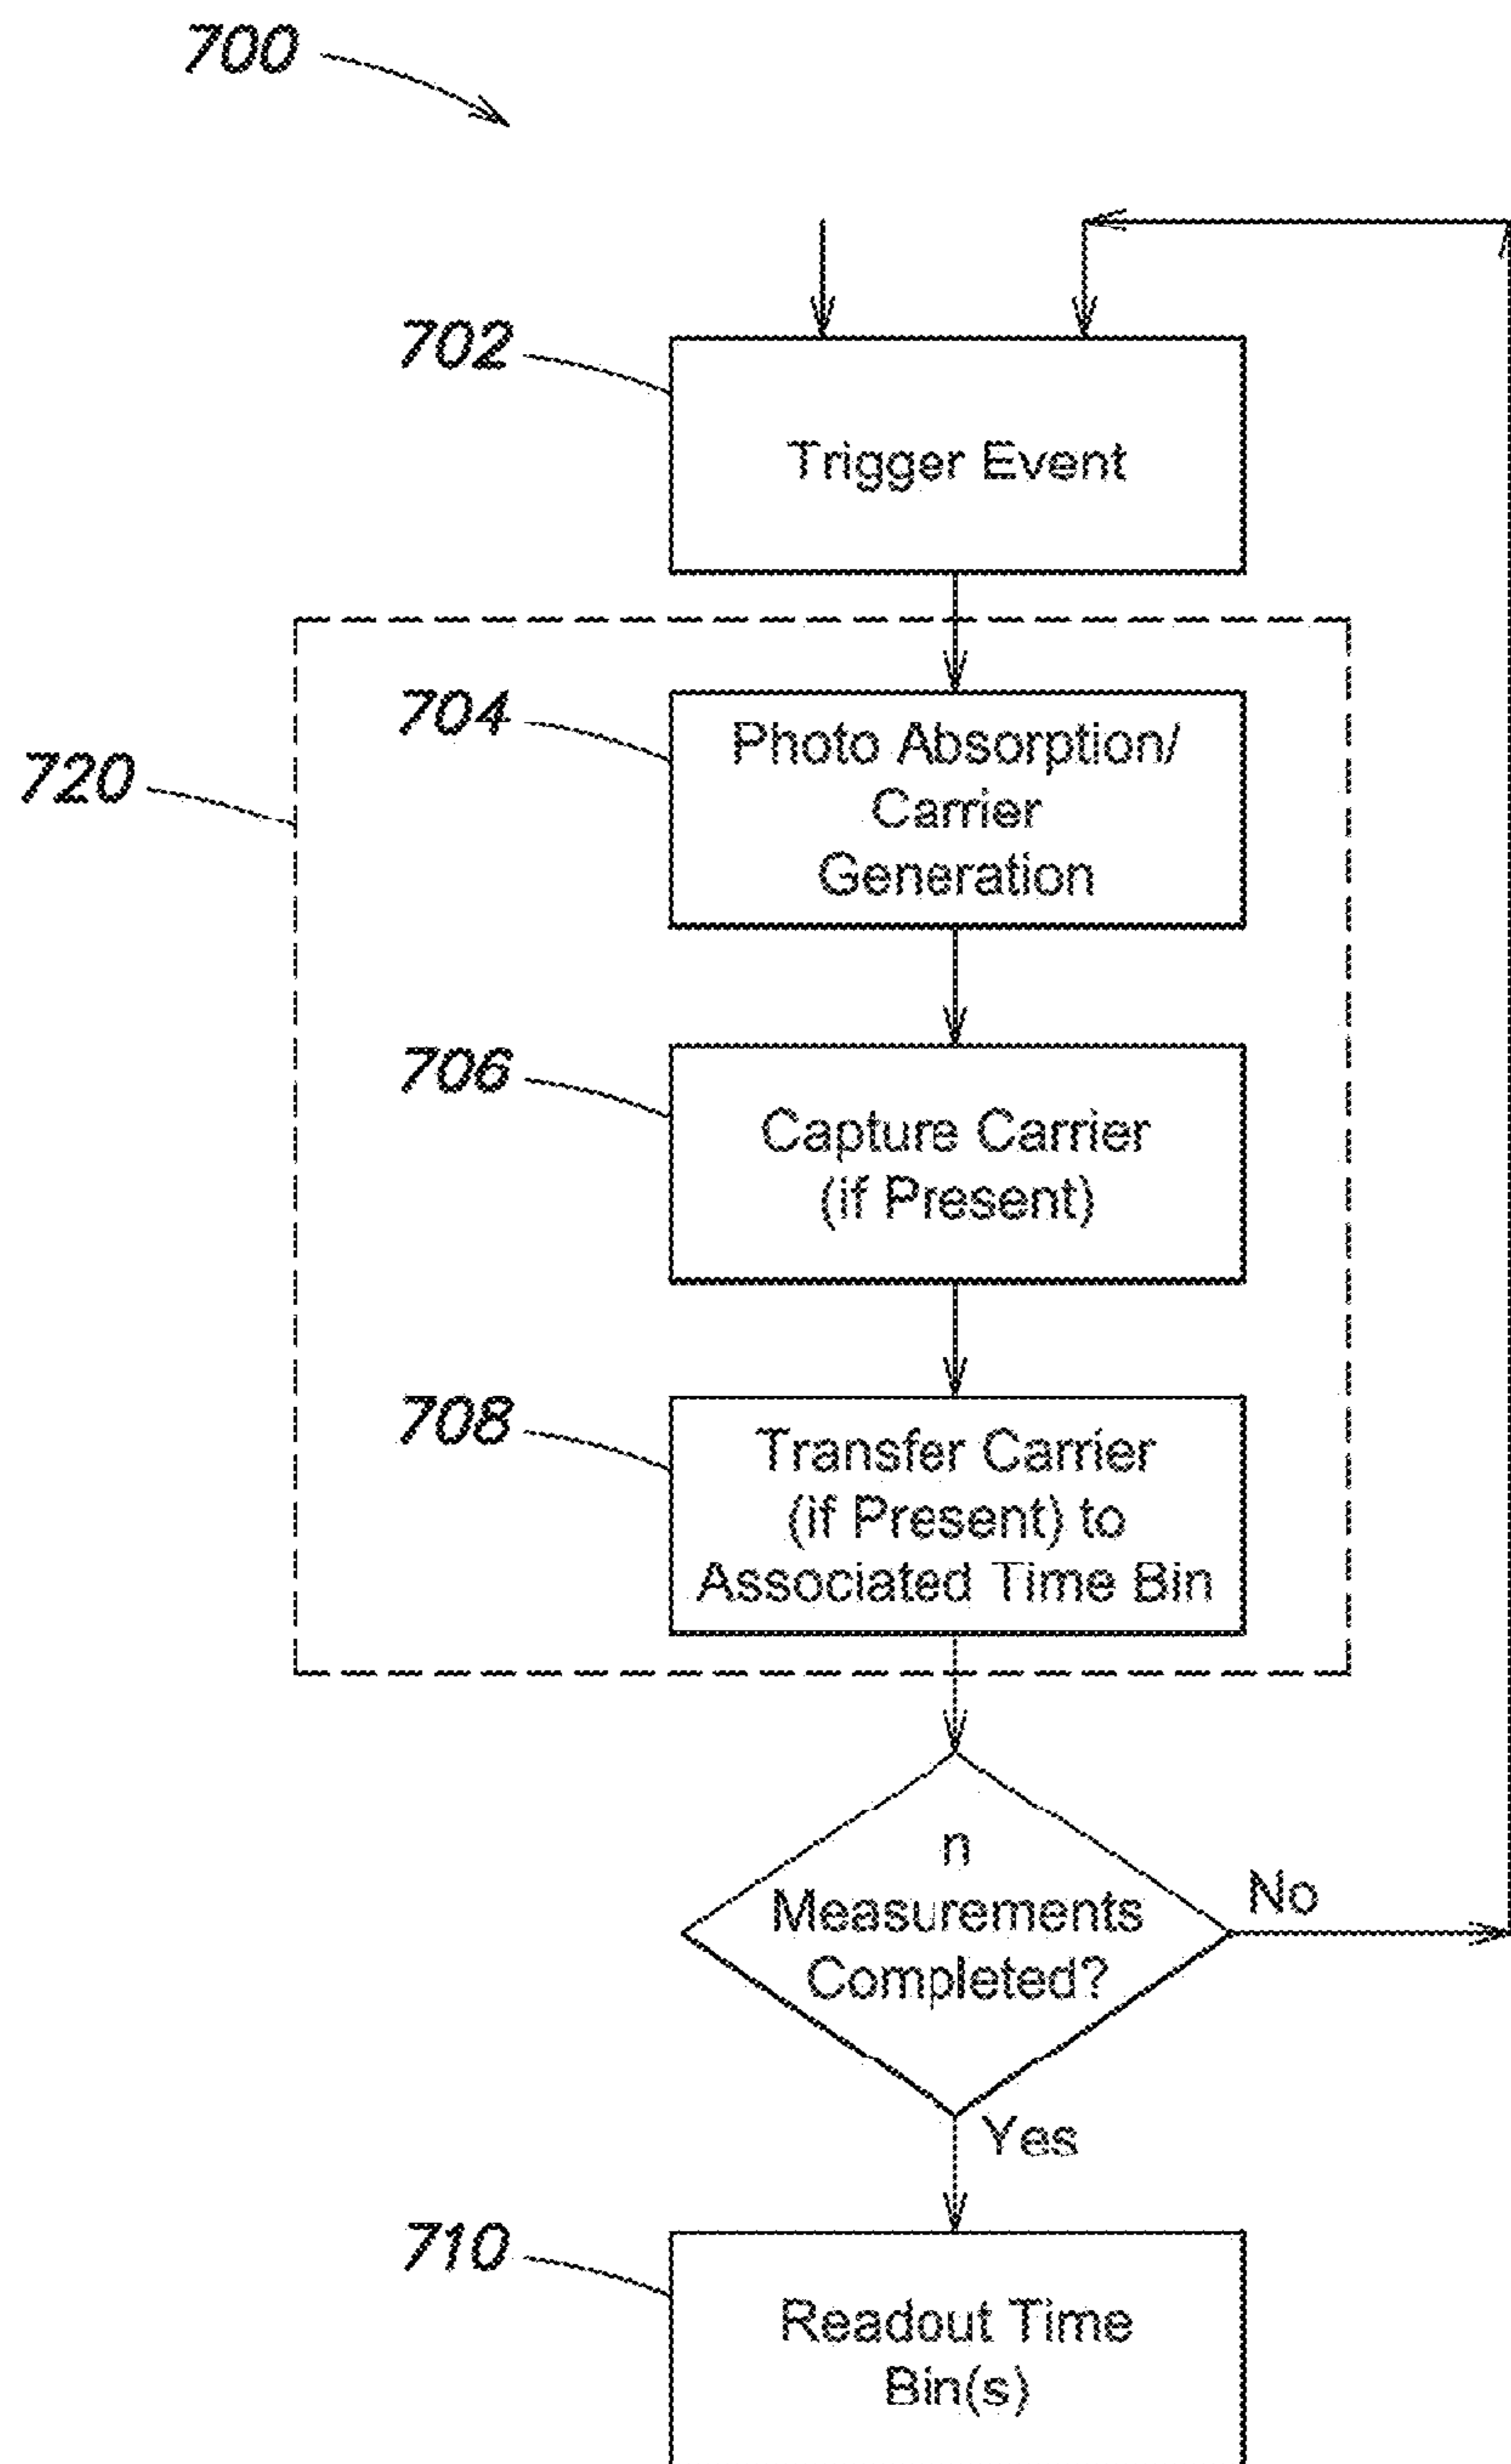 700
702
Trigger Event
704
Photo Absorption/
Carrier
Generation
720
706
Capture Carrier
(if Present)
708
Transfer Carrier
(if Present) to
Associated Time Bin
n
Measurements
Completed?
No
Yes
710
Readout Time
Bin(s)